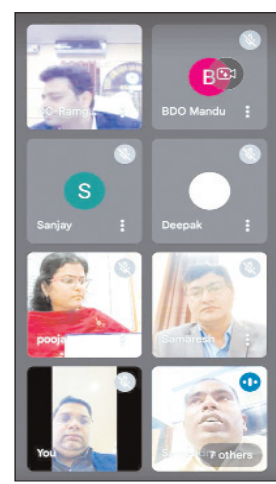 B
BDO Mandu
S
Sanjay
Deepak
pooja
Samaresh
You
7 others